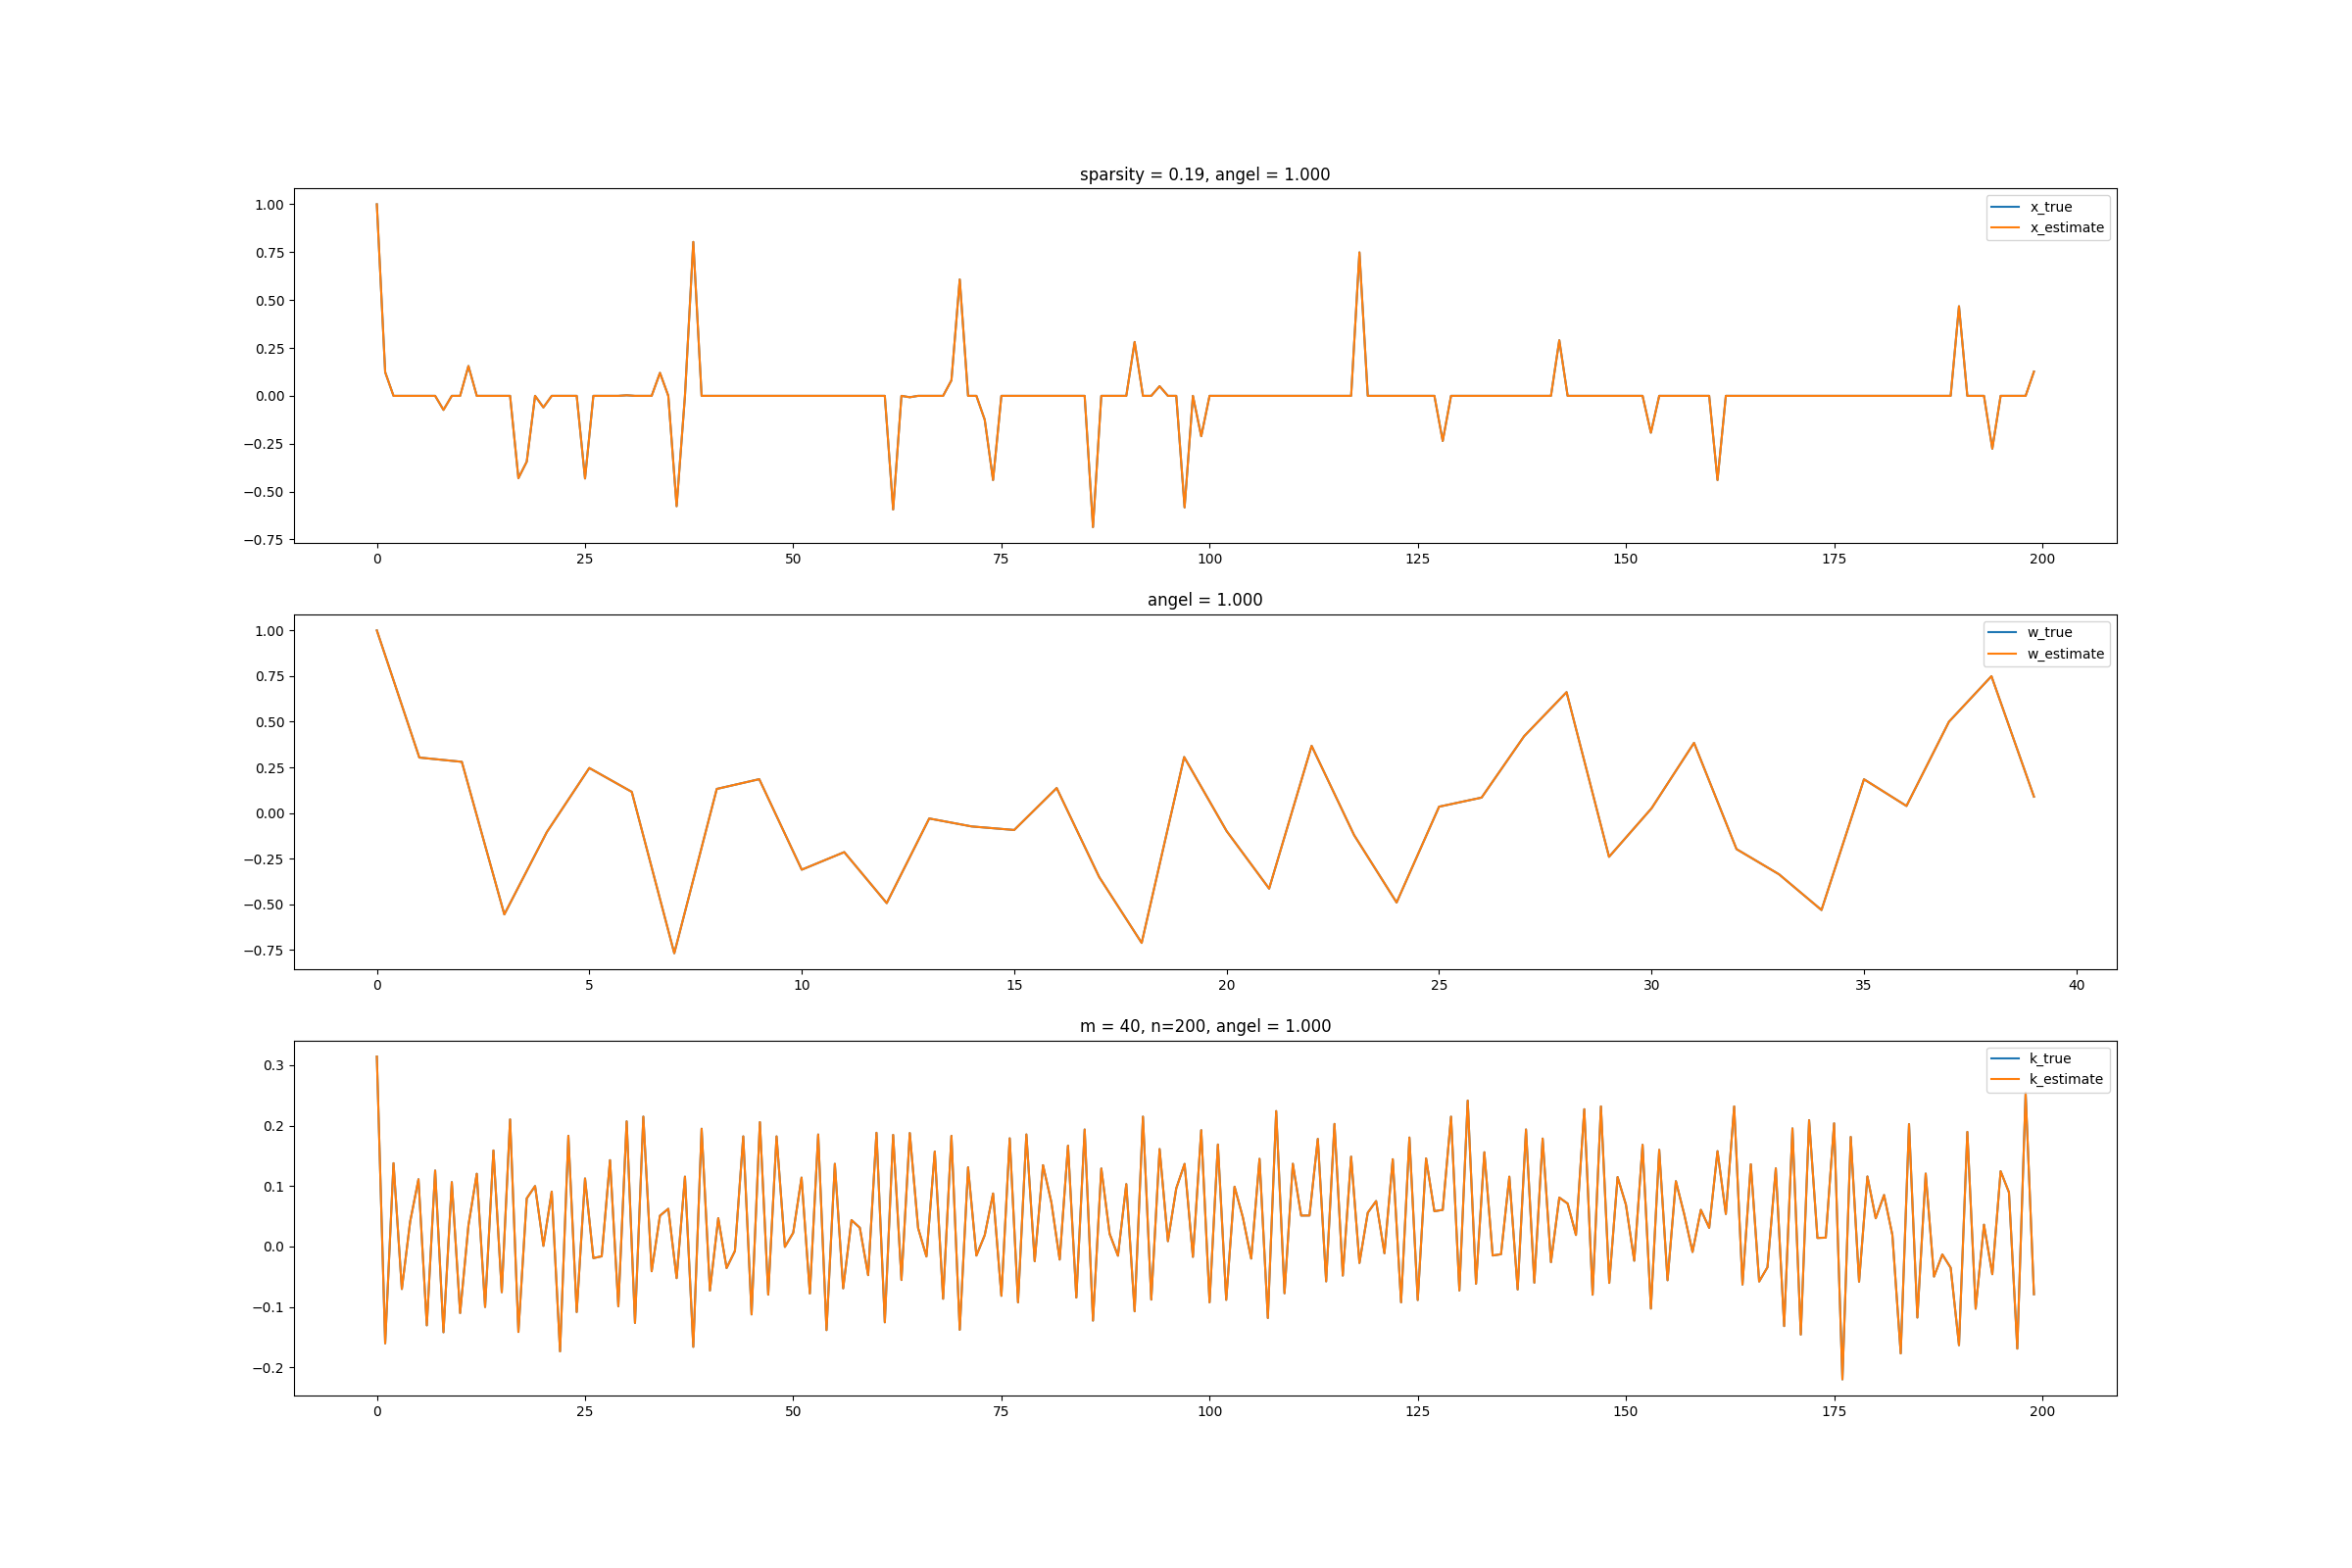 sparsity = 0.19, angel = 1.000
x_true
x_estimate
1.00
0.75
0.50
0.25
0.00
−0.25
−0.50
−0.75
0 25 50 75 100 125 150 175 200
angel = 1.000
w_true
w_estimate
1.00
0.75
0.50
0.25
0.00
−0.25
−0.50
−0.75
0 5 10 15 20 25 30 35 40
m = 40, n=200, angel = 1.000
k_true
k_estimate
0.3
0.2
0.1
0.0
−0.1
−0.2
0 25 50 75 100 125 150 175 200